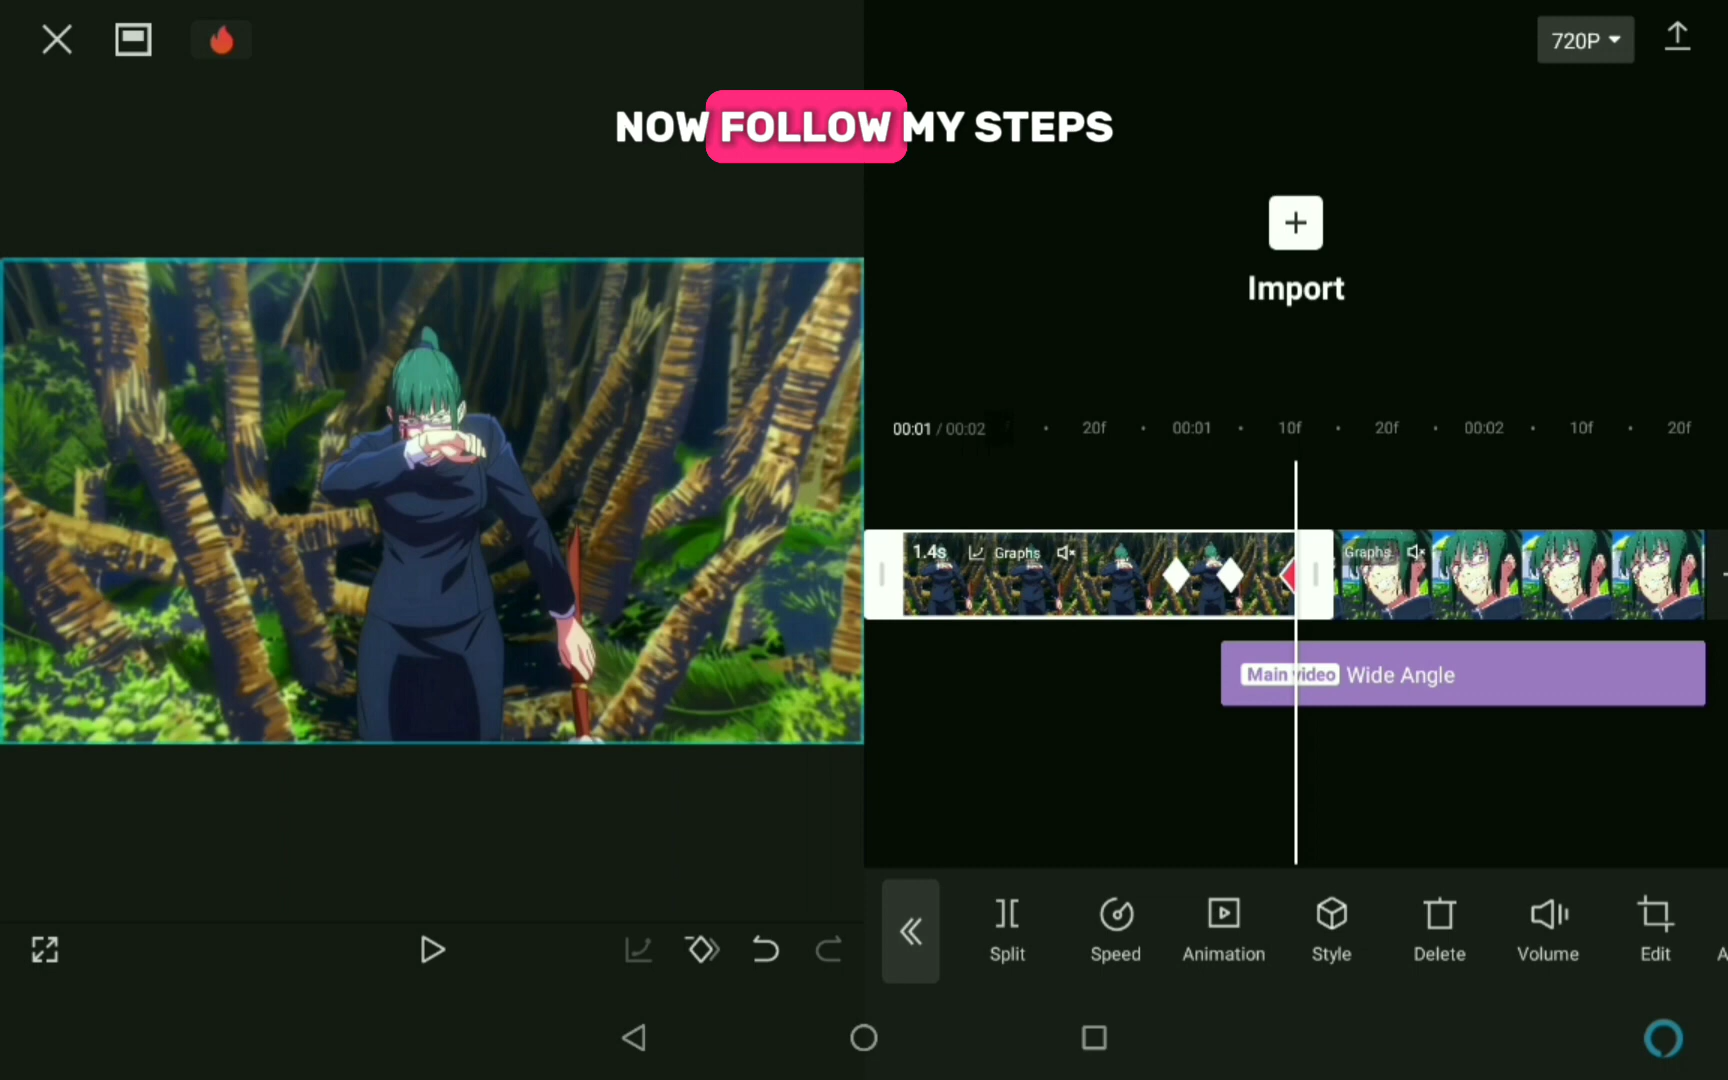 720P
NOW FOLLOW MY STEPS
Import
00:01 / 00:02
20f 00:01 10f 20f 00:02 10f 20f
1.4s Graphs Graphs
Main video Wide Angle
Split Speed Animation Style Delete Volume Edit A